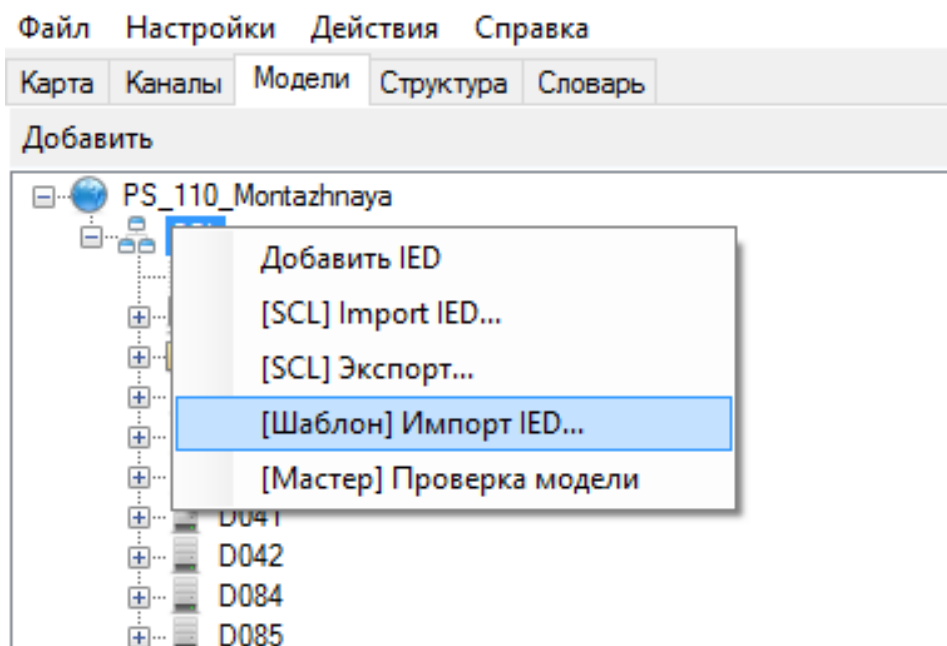 Файл Настройки Действия Справка
Карта Каналы Модели Структура Словарь
Добавить
PS_110_Montazhnaya
Добавить IED
[SCL] Import IED...
[SCL] Экспорт...
[Шаблон] Импорт IED...
[Мастер] Проверка модели
D041
D042
D084
D085